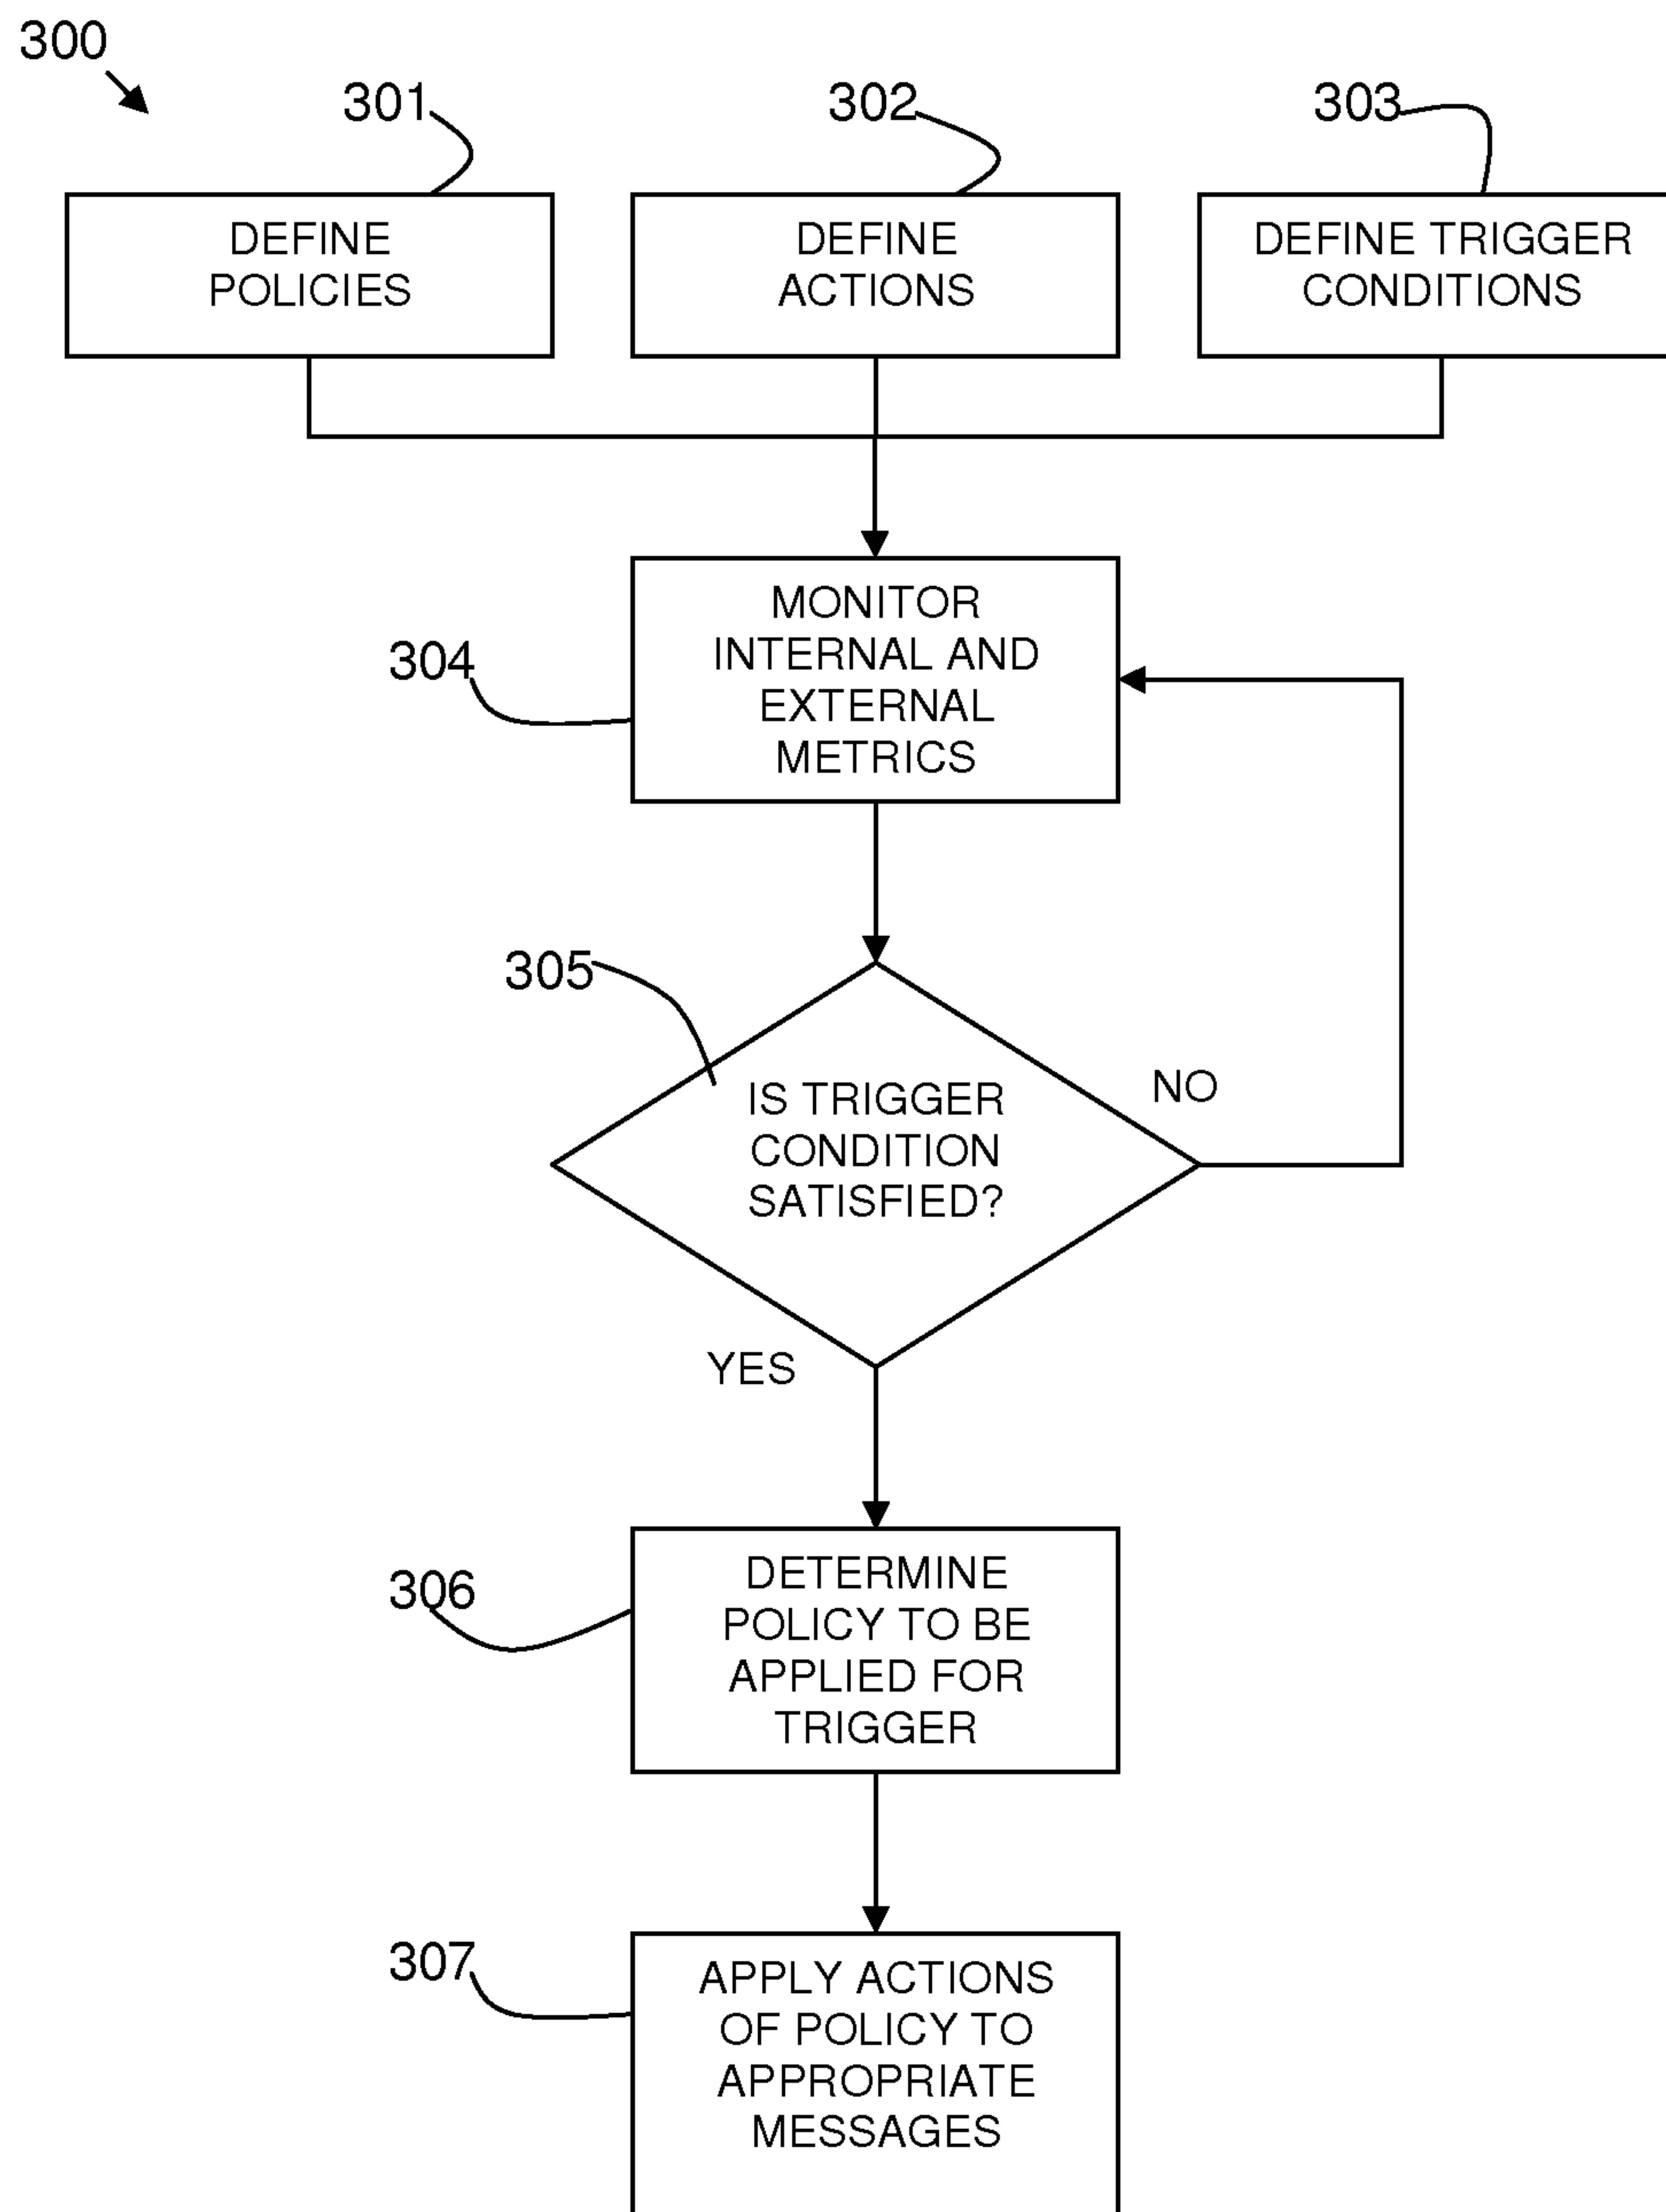 300
301
302
303
DEFINE
POLICIES
DEFINE
ACTIONS
DEFINE TRIGGER
CONDITIONS
304
MONITOR
INTERNAL AND
EXTERNAL
METRICS
305
IS TRIGGER
CONDITION
SATISFIED?
NO
YES
306
DETERMINE
POLICY TO BE
APPLIED FOR
TRIGGER
307
APPLY ACTIONS
OF POLICY TO
APPROPRIATE
MESSAGES